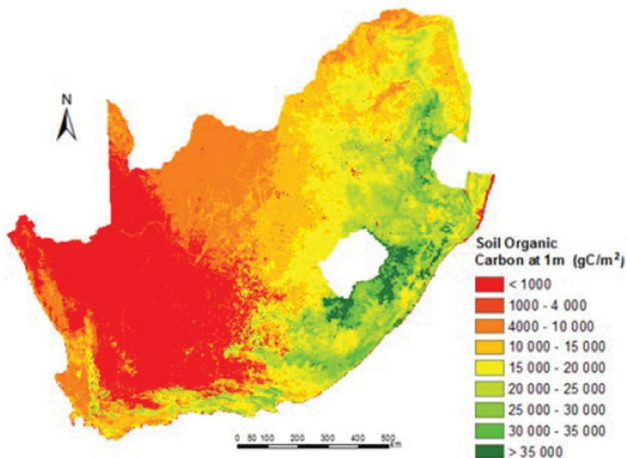 N
Soil Organic
Carbon at 1m (gC/m²)
< 1000
1000 - 4 000
4000 - 10 000
10 000 - 15 000
15 000 - 20 000
20 000 - 25 000
25 000 - 30 000
30 000 - 35 000
> 35 000
0 50 100 200 300 400 500
km